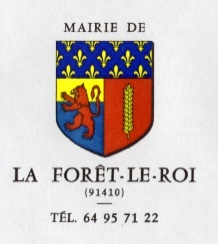 MAIRIE DE
LA FORÊT-LE-ROI
(91410)
TÉL. 64 95 71 22